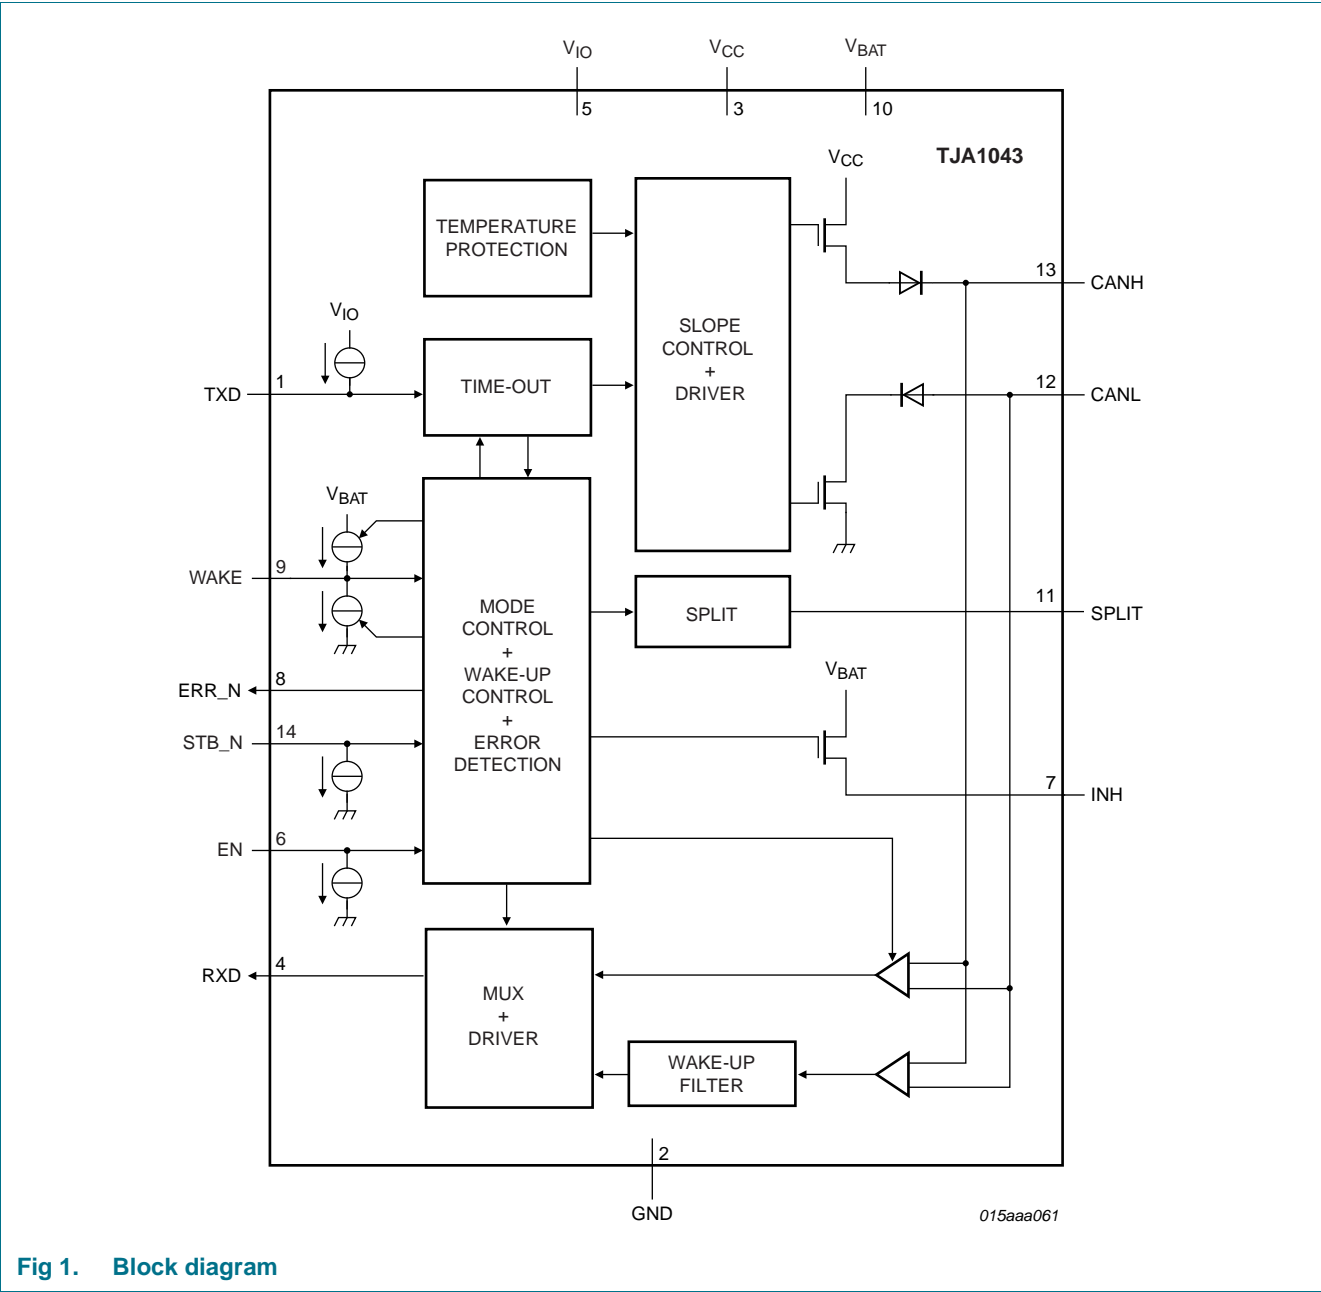 VIO
VCC
VBAT
5
3
10
TJA1043
VCC
TEMPERATURE
PROTECTION
13
CANH
VIO
SLOPE
CONTROL
+
DRIVER
TXD
1
TIME-OUT
12
CANL
VBAT
WAKE
9
MODE
CONTROL
+
WAKE-UP
CONTROL
+
ERROR
DETECTION
SPLIT
11
SPLIT
VBAT
ERR_N
8
STB_N
14
7
INH
EN
6
RXD
4
MUX
+
DRIVER
WAKE-UP
FILTER
2
GND
015aaa061
Fig 1. Block diagram